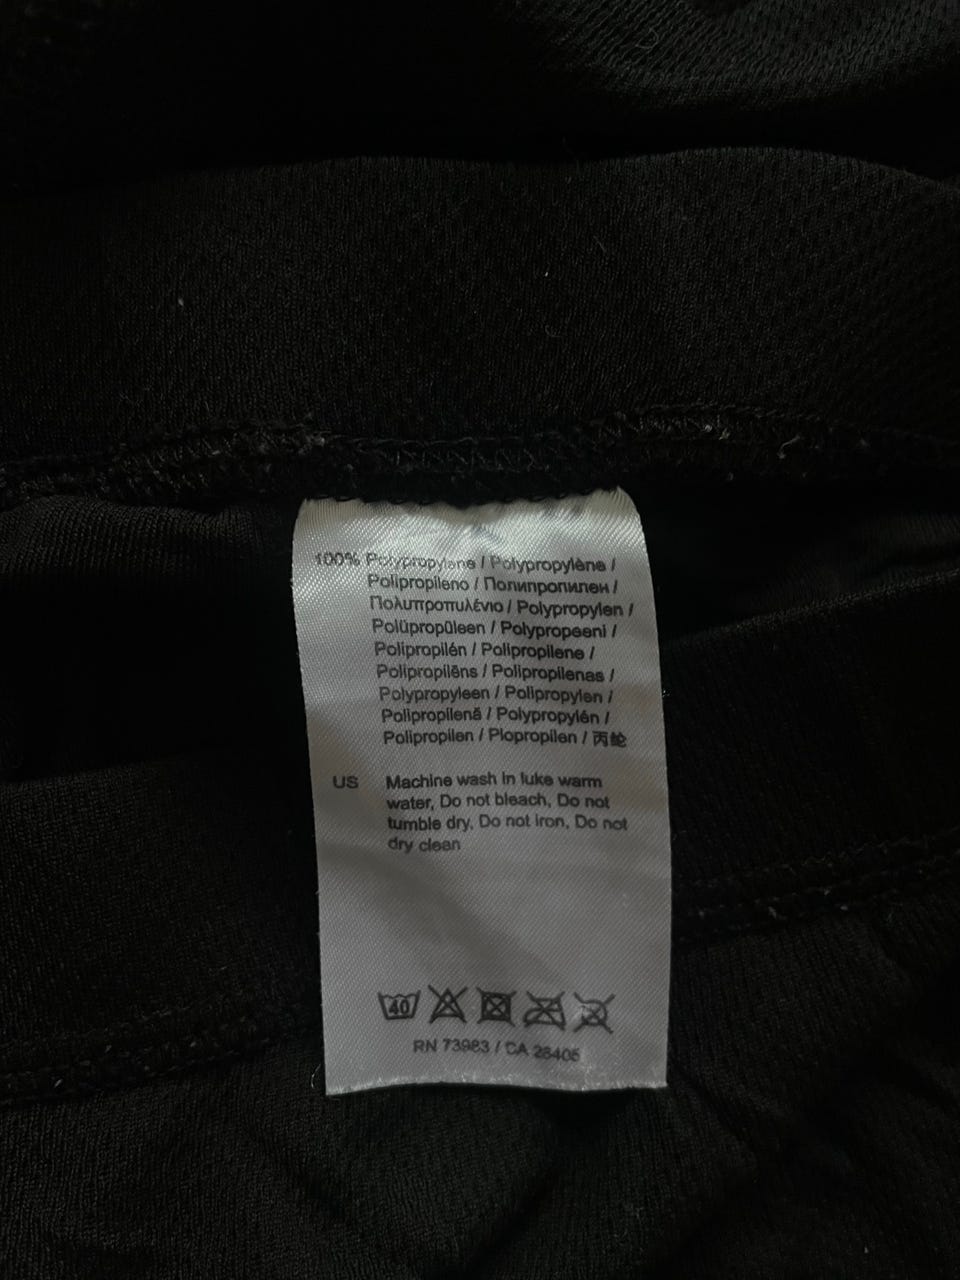 100% Polypropylene / Polypropylène /
Polipropileno / Полипропилен /
Πολυπροπυλένιο / Polypropylen /
Polüpropüleen / Polypropeeni /
Polipropilén / Polipropilene /
Polipropilēns / Polipropilenas /
Polypropyleen / Polipropylen /
Polipropilenă / Polypropylén /
Polipropilen / Plopropilen / 丙纶
US Machine wash in luke warm
water, Do not bleach, Do not
tumble dry, Do not iron, Do not
dry clean
40
RN 73983 / CA 28405